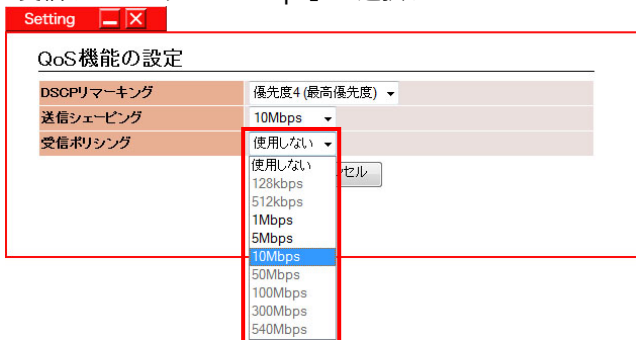 Setting
QoS機能の設定
DSCPリマーキング 優先度4 (最高優先度)
送信シェーピング 10Mbps
受信ポリシング 使用しない
使用しない
セル
128kbps
512kbps
1Mbps
5Mbps
10Mbps
50Mbps
100Mbps
300Mbps
540Mbps